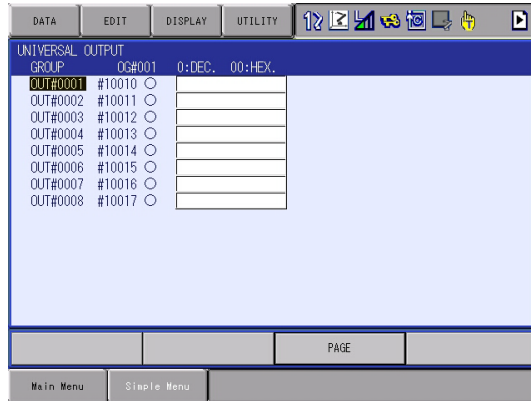 DATA EDIT DISPLAY UTILITY
UNIVERSAL OUTPUT
GROUP OG#001 0:DEC. 00:HEX.
OUT#0001 #10010
OUT#0002 #10011
OUT#0003 #10012
OUT#0004 #10013
OUT#0005 #10014
OUT#0006 #10015
OUT#0007 #10016
OUT#0008 #10017
PAGE
Main Menu Simple Menu